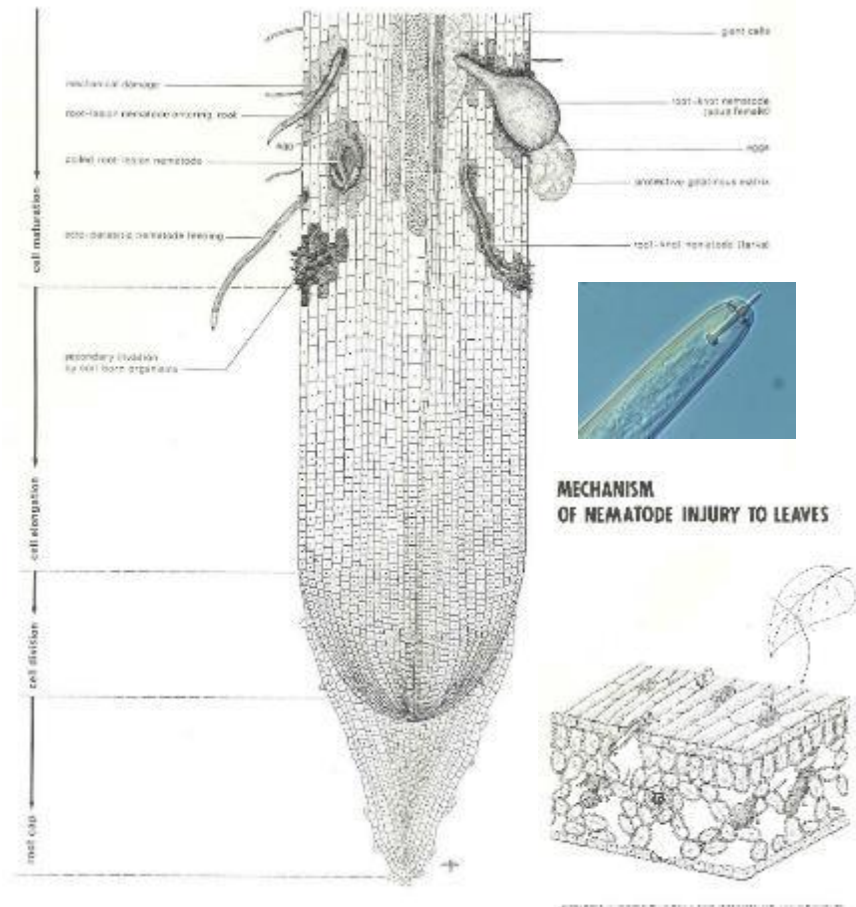 mechanical damage
root-lesion nematode entering root
egg
coiled root-lesion nematode
ecto-parasitic nematode feeding
secondary invasion
by soil born organisms
giant cells
root-knot nematode
(adult female)
eggs
protective gelatinous matrix
root-knot nematode (larva)
cell maturation
cell elongation
cell division
root cap
MECHANISM
OF NEMATODE INJURY TO LEAVES